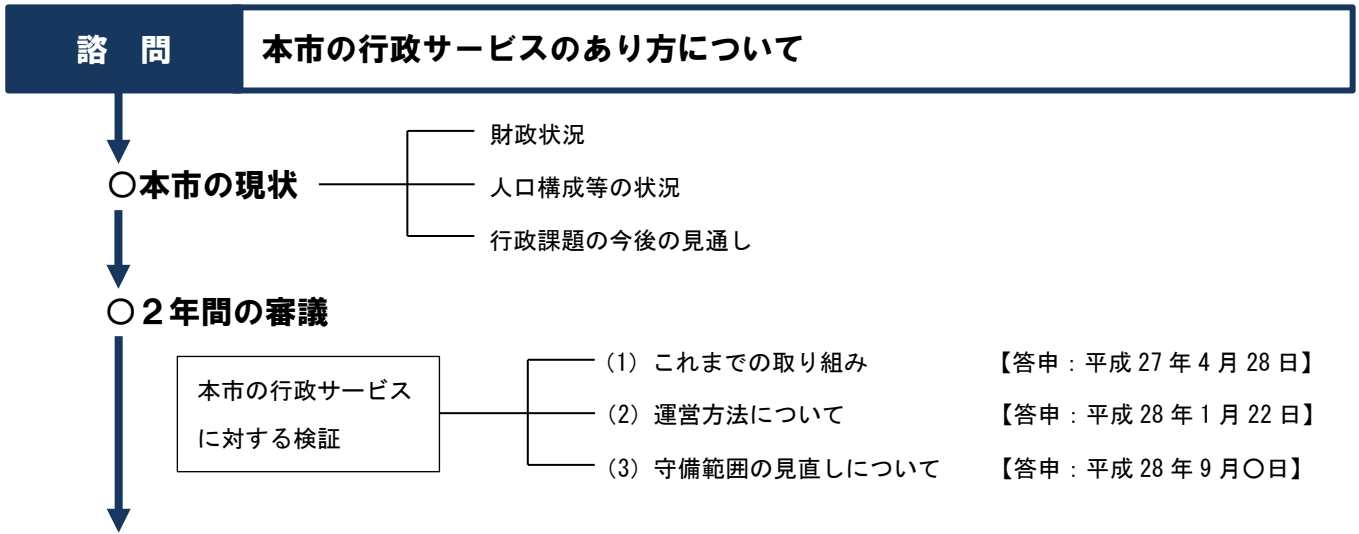 諮 問 本市の行政サービスのあり方について
財政状況
〇本市の現状
人口構成等の状況
行政課題の今後の見通し
〇２年間の審議
本市の行政サービス
に対する検証
(1) これまでの取り組み 【答申：平成 27 年 4 月 28 日】
(2) 運営方法について 【答申：平成 28 年 1 月 22 日】
(3) 守備範囲の見直しについて 【答申：平成 28 年 9 月〇日】